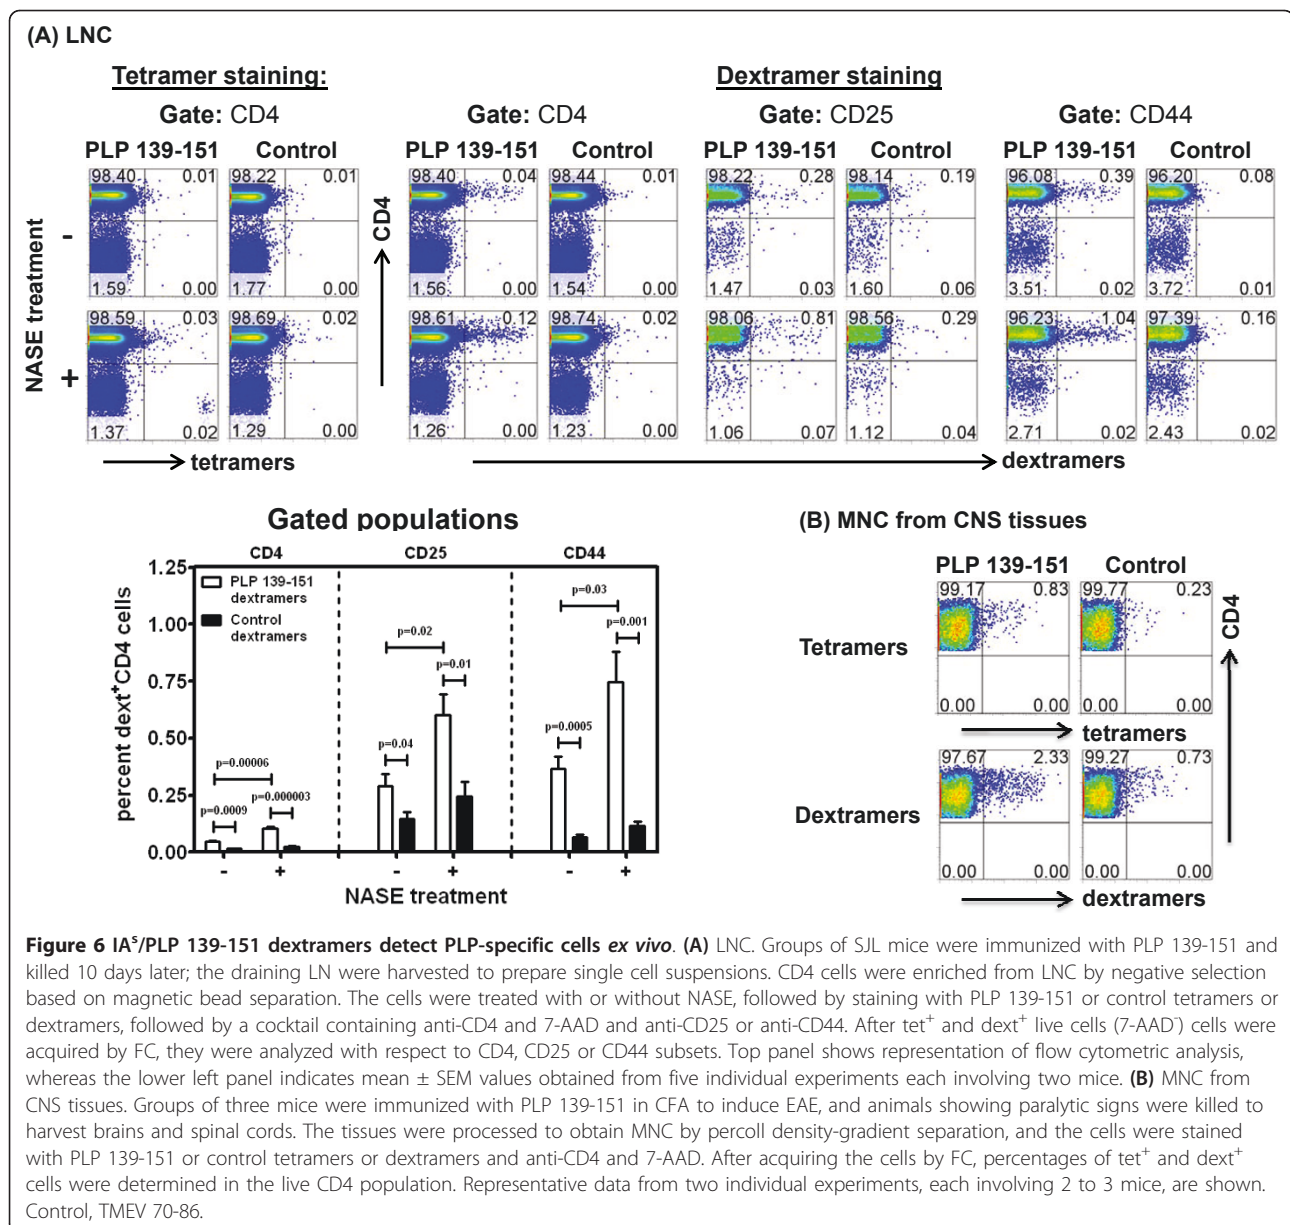 (A) LNC
Tetramer staining:
Dextramer staining
Gate: CD4
Gate: CD4
Gate: CD25
Gate: CD44
PLP 139-151
Control
PLP 139-151
Control
PLP 139-151
Control
PLP 139-151
Control
NASE treatment
-
98.40 0.01
1.59 0.00
98.22 0.01
1.77 0.00
CD4
98.40 0.04
1.56 0.00
98.44 0.01
1.54 0.00
98.22 0.28
1.47 0.03
98.14 0.19
1.60 0.06
96.08 0.39
3.51 0.02
96.20 0.08
3.72 0.01
+
98.59 0.03
1.37 0.02
98.69 0.02
1.29 0.00
98.61 0.12
1.26 0.00
98.74 0.02
1.23 0.00
98.06 0.81
1.06 0.07
98.56 0.29
1.12 0.04
96.23 1.04
2.71 0.02
97.39 0.16
2.43 0.02
tetramers
dextramers
Gated populations
CD4
CD25
CD44
percent dext⁺CD4 cells
1.25
1.00
0.75
0.50
0.25
0.00
PLP 139-151
dextramers
Control
dextramers
p=0.00006
p=0.0009
p=0.000003
p=0.02
p=0.04
p=0.01
p=0.03
p=0.0005
p=0.001
- + - + - +
NASE treatment
(B) MNC from CNS tissues
PLP 139-151
Control
Tetramers
99.17 0.83
0.00 0.00
99.77 0.23
0.00 0.00
CD4
tetramers
Dextramers
97.67 2.33
0.00 0.00
99.27 0.73
0.00 0.00
dextramers
Figure 6 IAˢ/PLP 139-151 dextramers detect PLP-specific cells ex vivo. (A) LNC. Groups of SJL mice were immunized with PLP 139-151 and
killed 10 days later; the draining LN were harvested to prepare single cell suspensions. CD4 cells were enriched from LNC by negative selection
based on magnetic bead separation. The cells were treated with or without NASE, followed by staining with PLP 139-151 or control tetramers or
dextramers, followed by a cocktail containing anti-CD4 and 7-AAD and anti-CD25 or anti-CD44. After tet⁺ and dext⁺ live cells (7-AAD⁻) cells were
acquired by FC, they were analyzed with respect to CD4, CD25 or CD44 subsets. Top panel shows representation of flow cytometric analysis,
whereas the lower left panel indicates mean ± SEM values obtained from five individual experiments each involving two mice. (B) MNC from
CNS tissues. Groups of three mice were immunized with PLP 139-151 in CFA to induce EAE, and animals showing paralytic signs were killed to
harvest brains and spinal cords. The tissues were processed to obtain MNC by percoll density-gradient separation, and the cells were stained
with PLP 139-151 or control tetramers or dextramers and anti-CD4 and 7-AAD. After acquiring the cells by FC, percentages of tet⁺ and dext⁺
cells were determined in the live CD4 population. Representative data from two individual experiments, each involving 2 to 3 mice, are shown.
Control, TMEV 70-86.